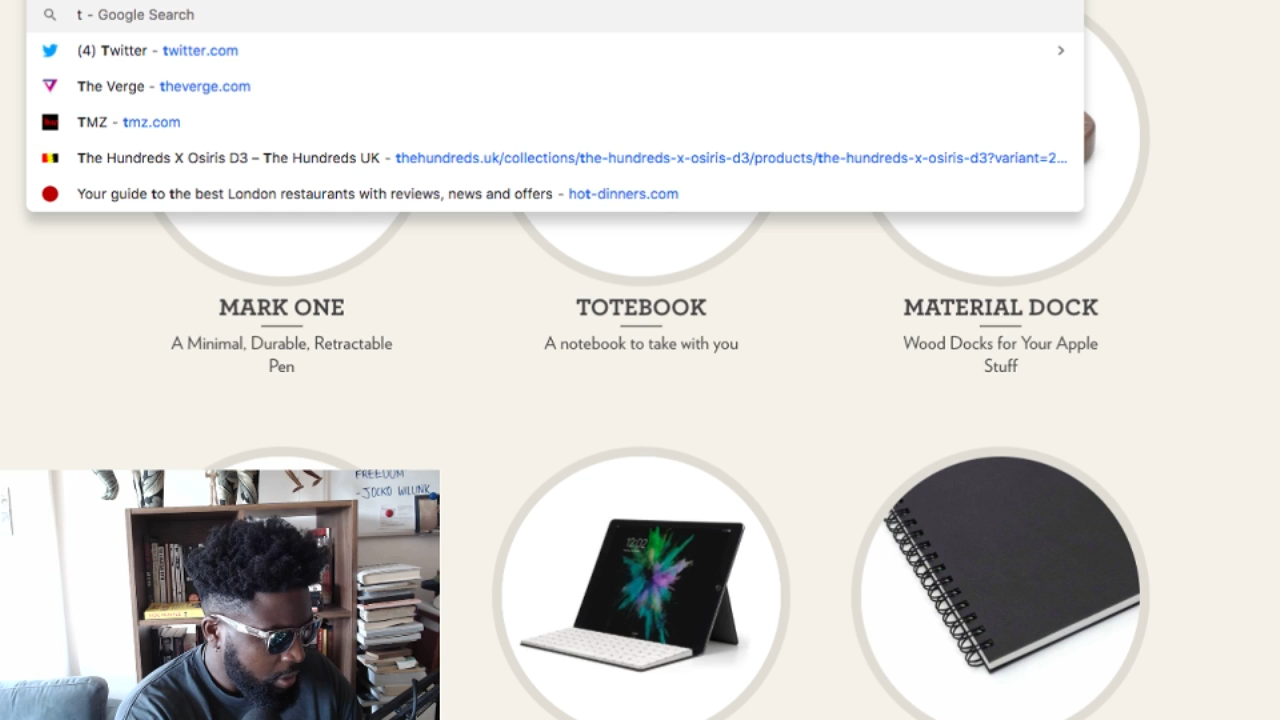 t - Google Search
(4) Twitter - twitter.com
The Verge - theverge.com
TMZ - tmz.com
The Hundreds X Osiris D3 – The Hundreds UK - thehundreds.uk/collections/the-hundreds-x-osiris-d3/products/the-hundreds-x-osiris-d3?variant=2...
Your guide to the best London restaurants with reviews, news and offers - hot-dinners.com
MARK ONE
A Minimal, Durable, Retractable
Pen
TOTEBOOK
A notebook to take with you
MATERIAL DOCK
Wood Docks for Your Apple
Stuff
FREEDOM
-JOCKO WILLINK
12:02